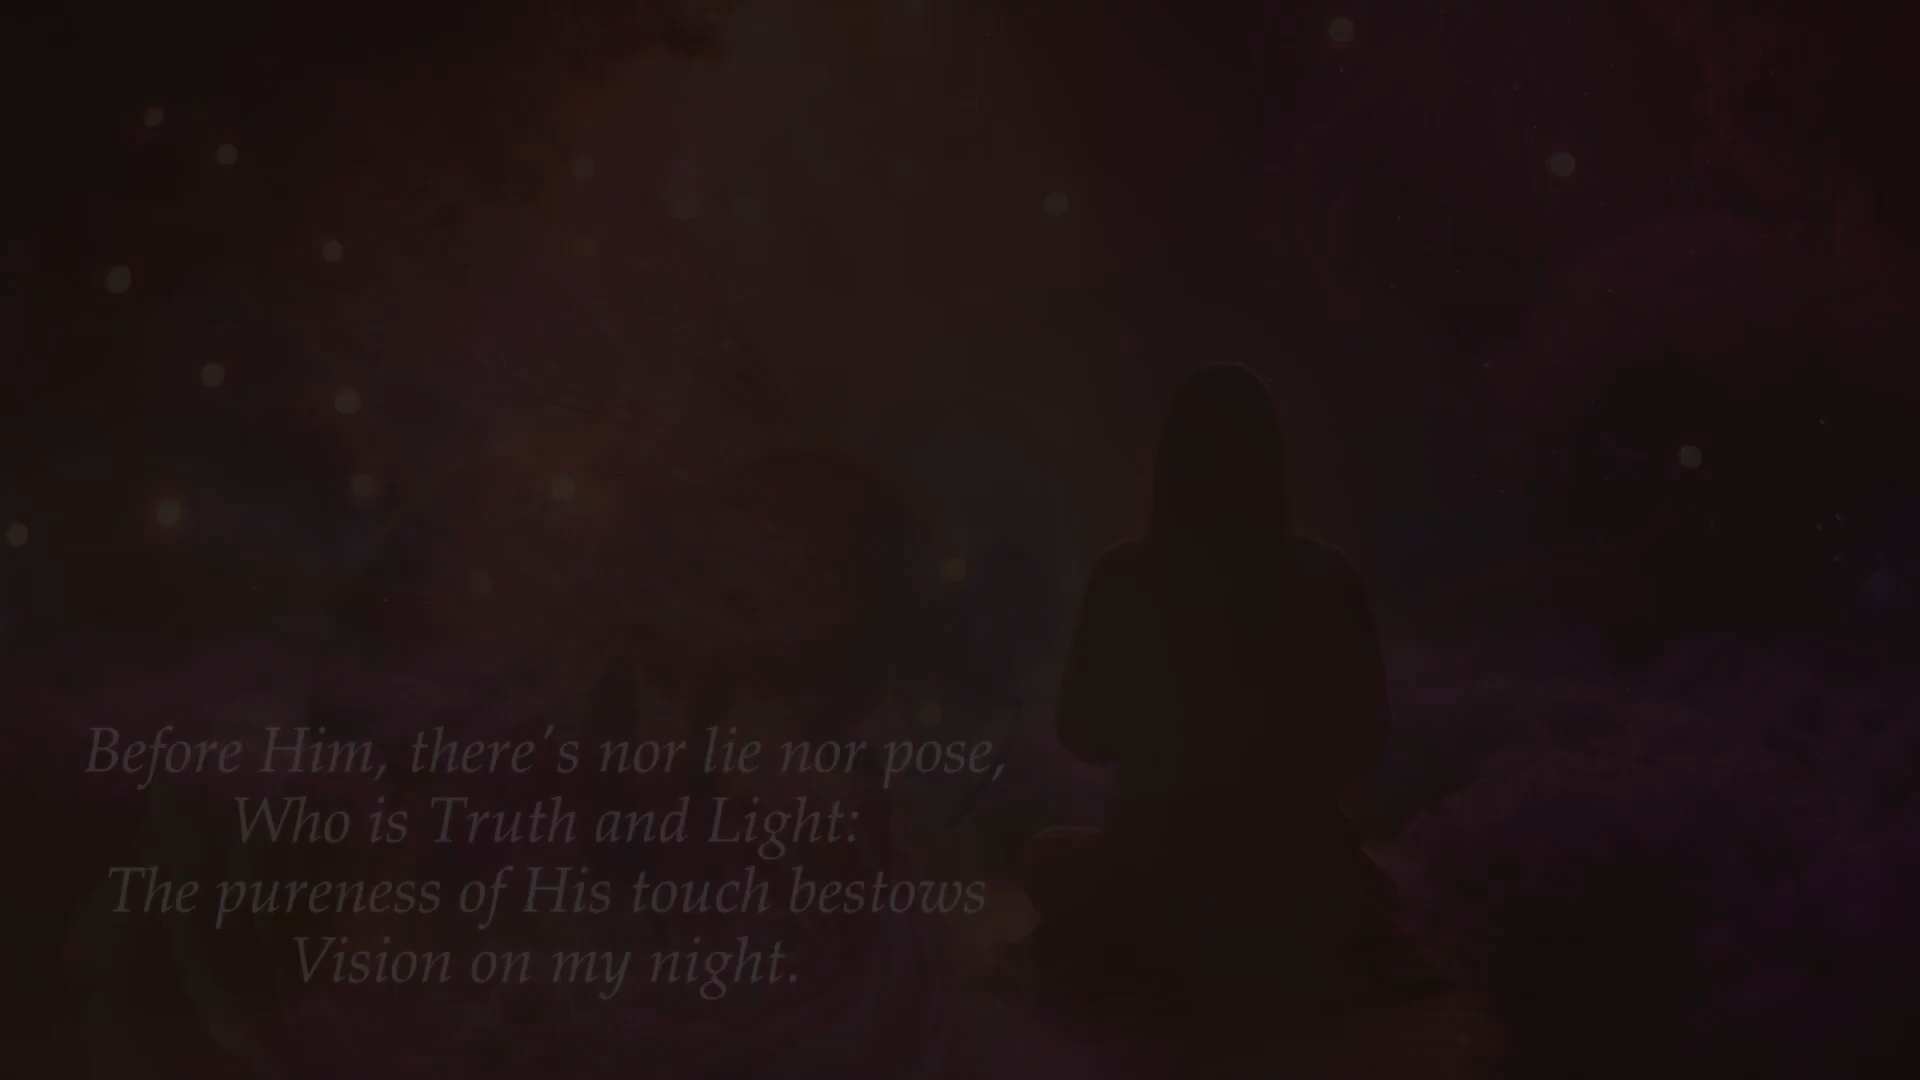 Before Him, there's nor lie nor pose,
Who is Truth and Light:
The pureness of His touch bestows
Vision on my night.